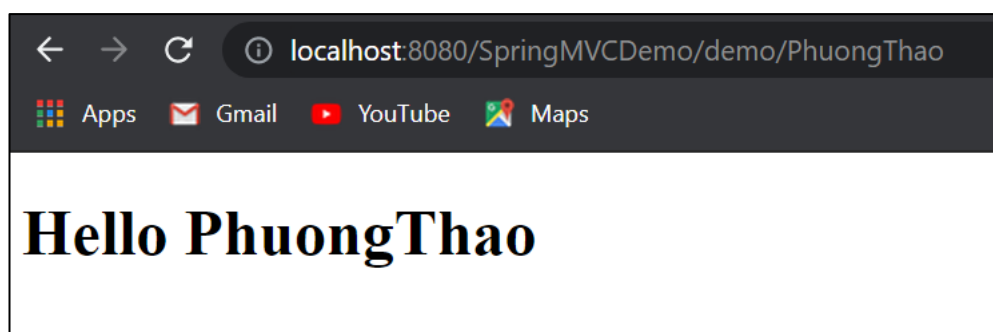 localhost:8080/SpringMVCDemo/demo/PhuongThao
Apps Gmail YouTube Maps
Hello PhuongThao